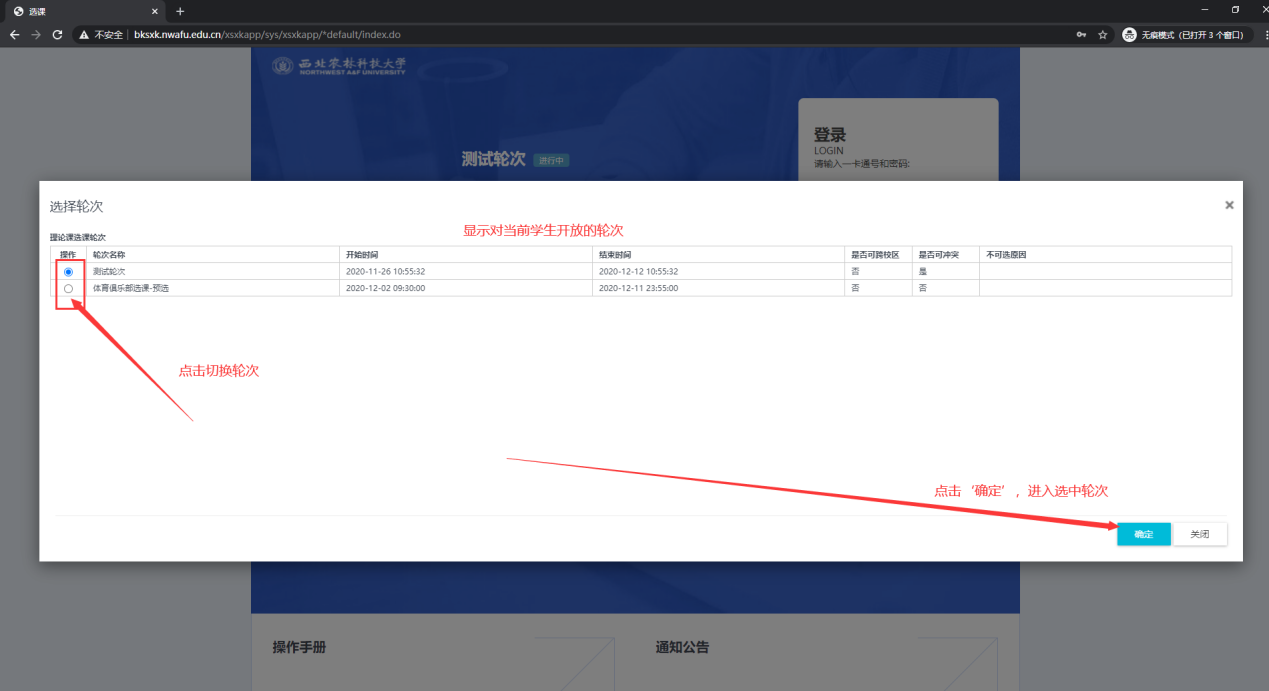 选课
不安全 bksxk.nwafu.edu.cn/xsxkapp/sys/xsxkapp/*default/index.do 无痕模式（已打开 3 个窗口）
西北农林科技大学
NORTHWEST A&F UNIVERSITY
测试轮次 进行中
登录
LOGIN
请输入一卡通号和密码:
选择轮次
显示对当前学生开放的轮次
理论课选课轮次
操作 轮次名称 开始时间 结束时间 是否可跨校区 是否可冲突 不可选原因
测试轮次 2020-11-26 10:55:32 2020-12-12 10:55:32 否 是
体育俱乐部选课-预选 2020-12-02 09:30:00 2020-12-11 23:55:00 否 否
点击切换轮次
点击‘确定’，进入选中轮次
确定 关闭
操作手册 通知公告